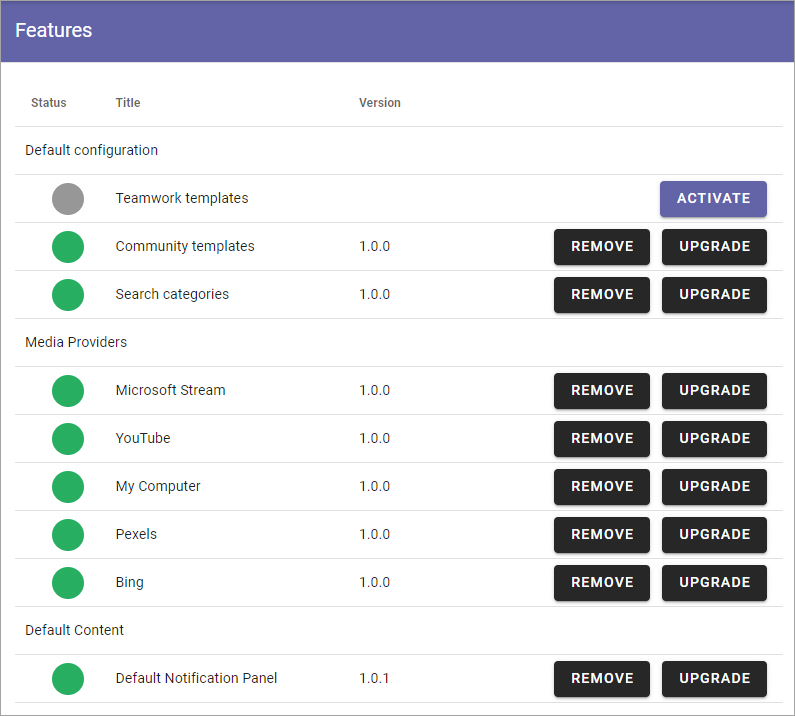 Features
Status Title Version
Default configuration
Teamwork templates ACTIVATE
Community templates 1.0.0 REMOVE UPGRADE
Search categories 1.0.0 REMOVE UPGRADE
Media Providers
Microsoft Stream 1.0.0 REMOVE UPGRADE
YouTube 1.0.0 REMOVE UPGRADE
My Computer 1.0.0 REMOVE UPGRADE
Pexels 1.0.0 REMOVE UPGRADE
Bing 1.0.0 REMOVE UPGRADE
Default Content
Default Notification Panel 1.0.1 REMOVE UPGRADE